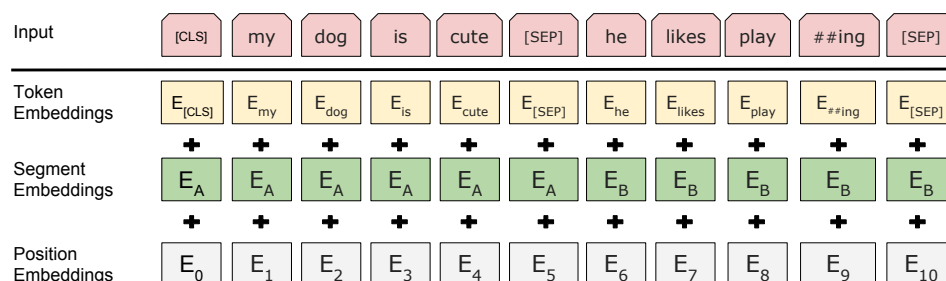 Input [CLS] my dog is cute [SEP] he likes play ##ing [SEP]
Token Embeddings E[CLS] Emy Edog Eis Ecute E[SEP] Ehe Elikes Eplay E##ing E[SEP]
+ + + + + + + + + + +
Segment Embeddings EA EA EA EA EA EA EB EB EB EB EB
+ + + + + + + + + + +
Position Embeddings E0 E1 E2 E3 E4 E5 E6 E7 E8 E9 E10